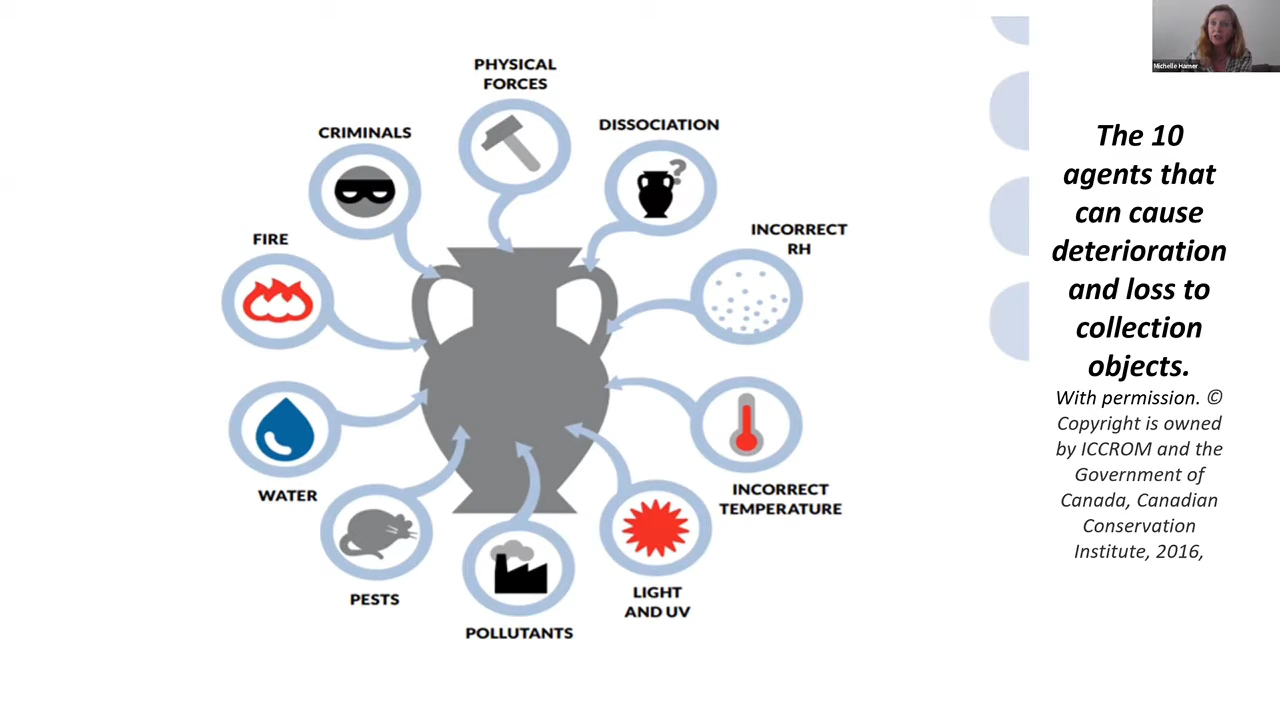 PHYSICAL
FORCES
CRIMINALS
DISSOCIATION
FIRE
INCORRECT
RH
WATER
INCORRECT
TEMPERATURE
PESTS
LIGHT
AND UV
POLLUTANTS
?
Michelle Hamer
The 10
agents that
can cause
deterioration
and loss to
collection
objects.
With permission. ©
Copyright is owned
by ICCROM and the
Government of
Canada, Canadian
Conservation
Institute, 2016,